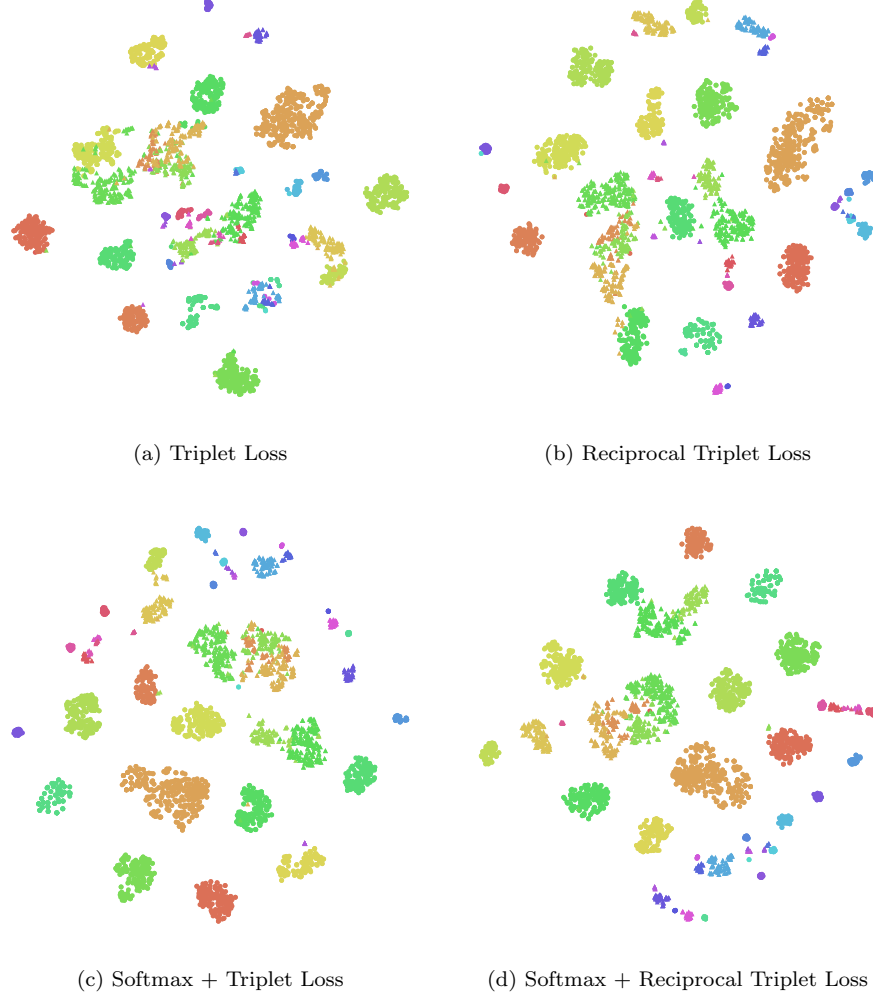 (a) Triplet Loss
(b) Reciprocal Triplet Loss
(c) Softmax + Triplet Loss
(d) Softmax + Reciprocal Triplet Loss